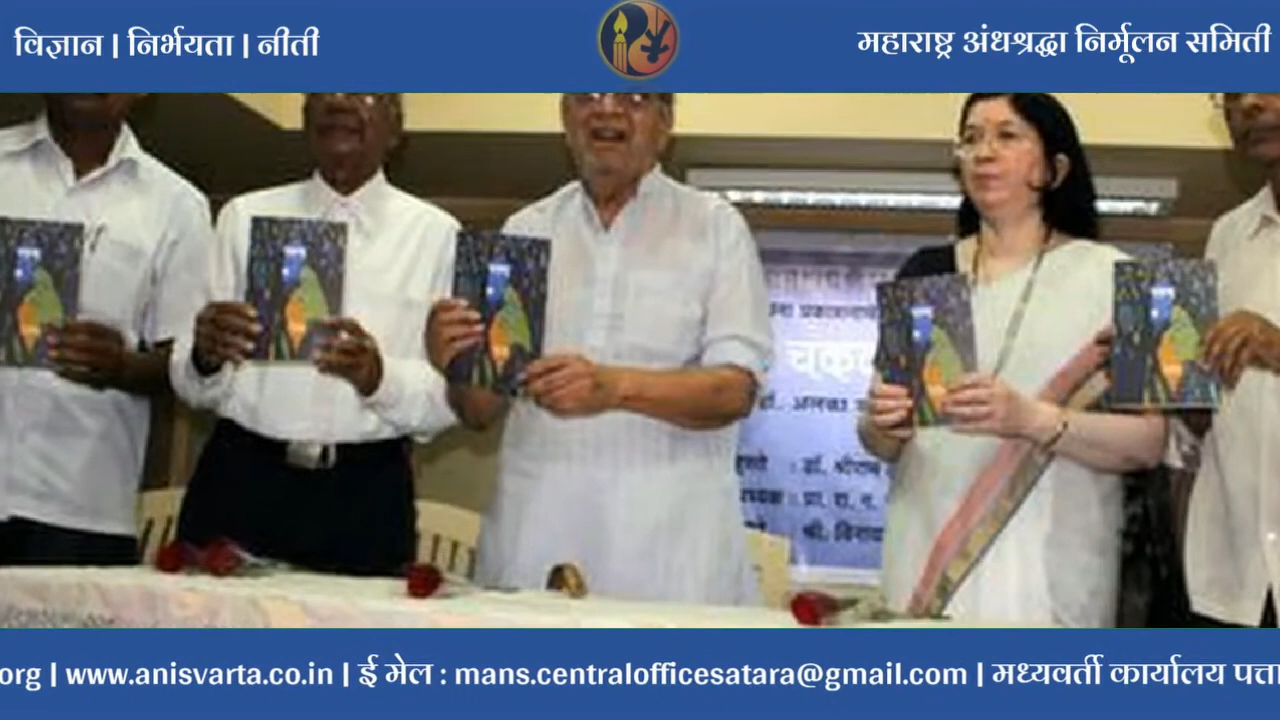 विज्ञान | निर्भयता | नीती
महाराष्ट्र अंधश्रद्धा निर्मूलन समिती
डॉ. अलका
: डॉ. श्रीराम
: प्रा. रा. ग.
श्री.
org | www.anisvarta.co.in | ई मेल : mans.centralofficesatara@gmail.com | मध्यवर्ती कार्यालय पत्ता